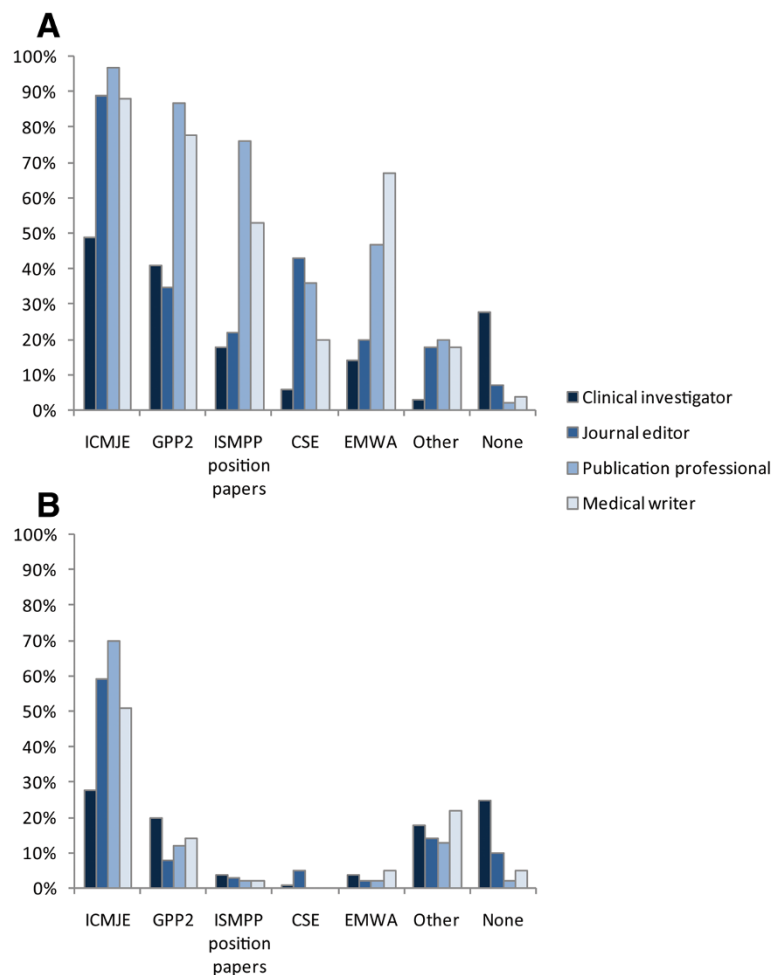 A
100%
90%
80%
70%
60%
50%
40%
30%
20%
10%
0%
ICMJE GPP2 ISMPP position papers CSE EMWA Other None
Clinical investigator
Journal editor
Publication professional
Medical writer
B
100%
90%
80%
70%
60%
50%
40%
30%
20%
10%
0%
ICMJE GPP2 ISMPP position papers CSE EMWA Other None